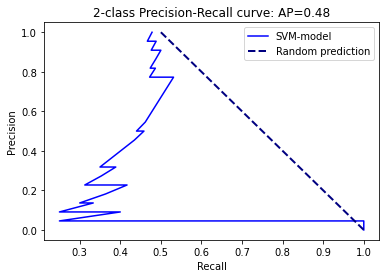 2-class Precision-Recall curve: AP=0.48
SVM-model
Random prediction
Precision
1.0
0.8
0.6
0.4
0.2
0.0
0.3 0.4 0.5 0.6 0.7 0.8 0.9 1.0
Recall